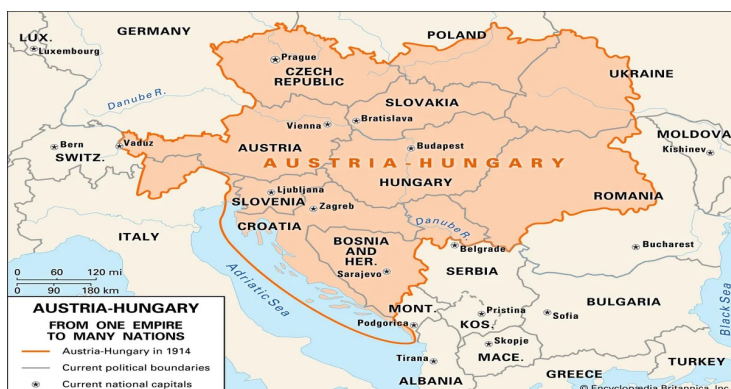 GERMANY
LUX.
Luxembourg
POLAND
Prague
CZECH
REPUBLIC
UKRAINE
Danube R.
SLOVAKIA
Vienna
Bratislava
MOLDOVA
Kishinev
Bern
SWITZ.
Vaduz
AUSTRIA
Budapest
AUSTRIA-HUNGARY
HUNGARY
Ljubljana
SLOVENIA
Zagreb
ROMANIA
CROATIA
Danube R.
ITALY
BOSNIA
AND
HER.
Sarajevo
Belgrade
Bucharest
SERBIA
0 60 120 mi
0 90 180 km
Adriatic Sea
MONT.
Podgorica
Pristina
KOS.
Sofia
BULGARIA
Black Sea
Skopje
MACE.
Tirana
ALBANIA
GREECE
TURKEY
AUSTRIA-HUNGARY
FROM ONE EMPIRE
TO MANY NATIONS
Austria-Hungary in 1914
Current political boundaries
Current national capitals
© Encyclopædia Britannica, Inc.